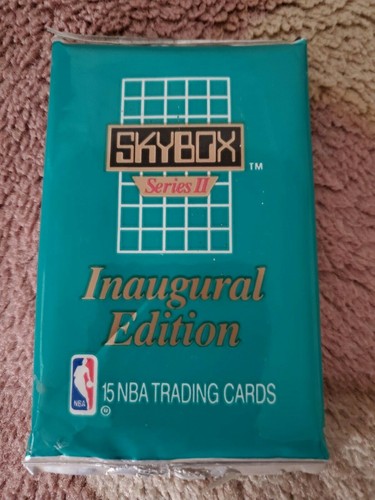 SKYBOX
TM
Series II
Inaugural
Edition
NBA
15 NBA TRADING CARDS